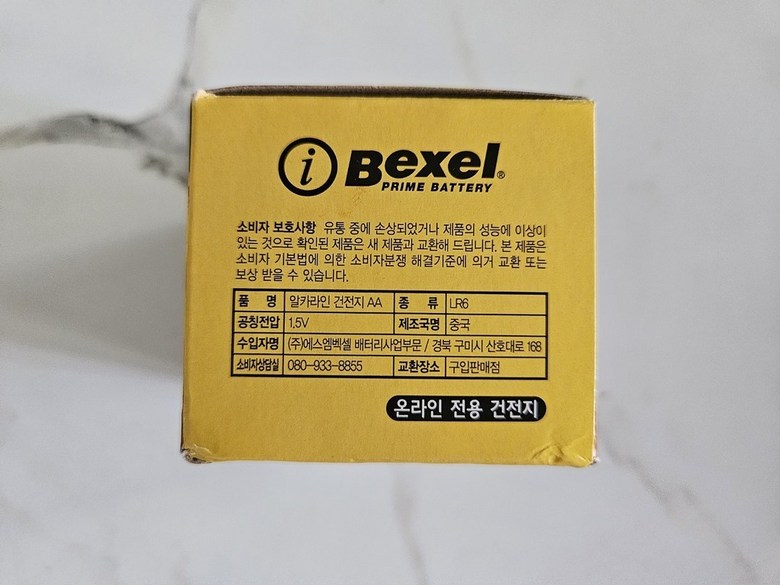 i Bexel®
PRIME BATTERY
소비자 보호사항 유통 중에 손상되었거나 제품의 성능에 이상이
있는 것으로 확인된 제품은 새 제품과 교환해 드립니다. 본 제품은
소비자 기본법에 의한 소비자분쟁 해결기준에 의거 교환 또는
보상 받을 수 있습니다.
품 명 알카라인 건전지 AA 종 류 LR6
공칭전압 1.5V 제조국명 중국
수입자명 (주)에스엠벡셀 배터리사업부문 / 경북 구미시 산호대로 168
소비자상담실 080-933-8855 교환장소 구입판매점
온라인 전용 건전지